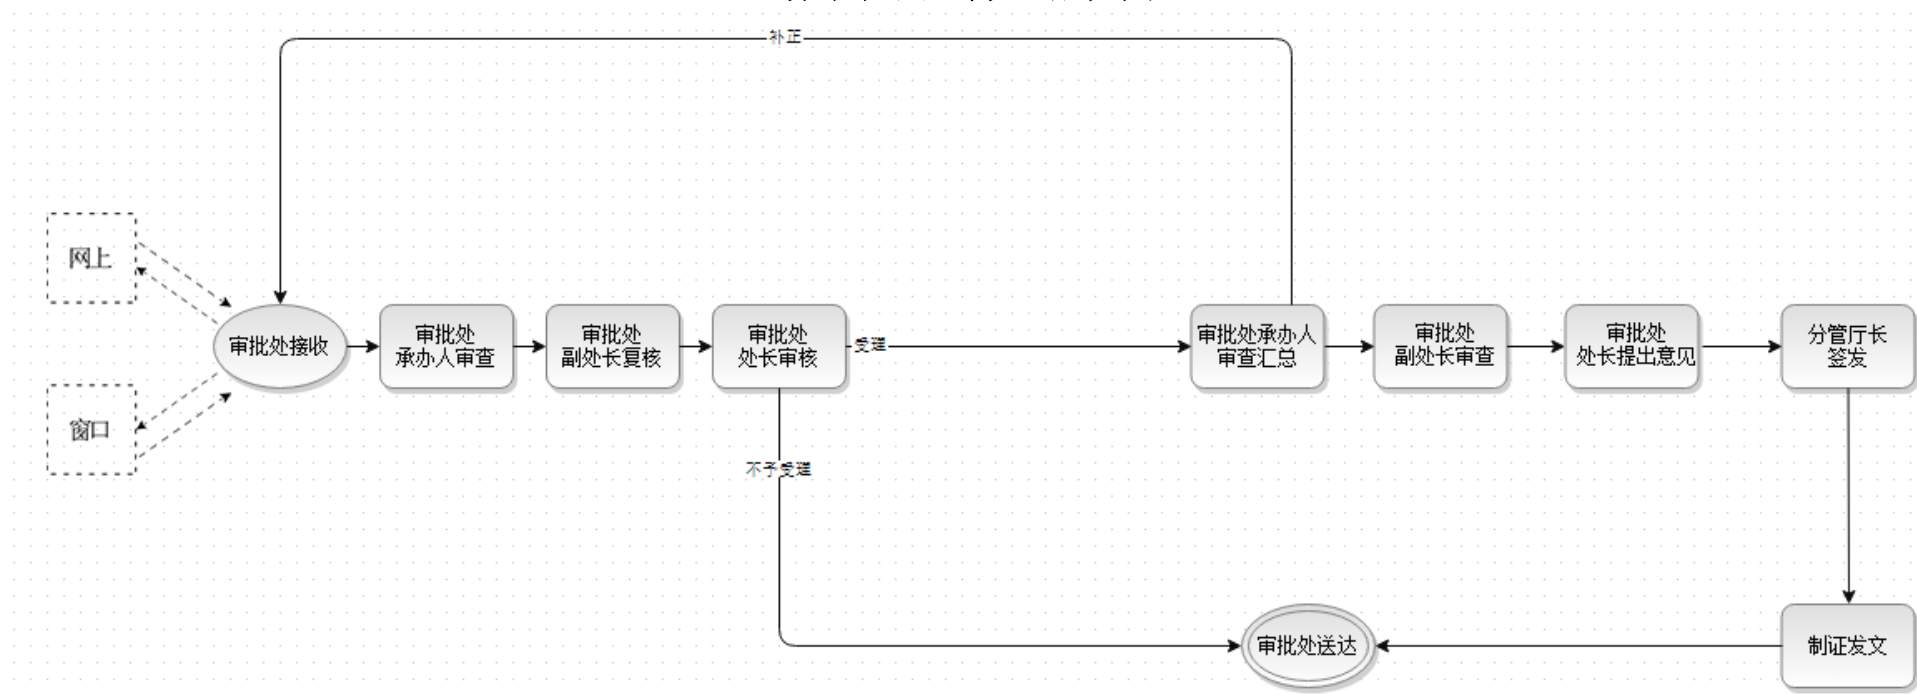 补正
网上
窗口
审批处接收
审批处
承办人审查
审批处
副处长复核
审批处
处长审核
受理
不予受理
审批处承办人
审查汇总
审批处
副处长审查
审批处
处长提出意见
分管厅长
签发
制证发文
审批处送达